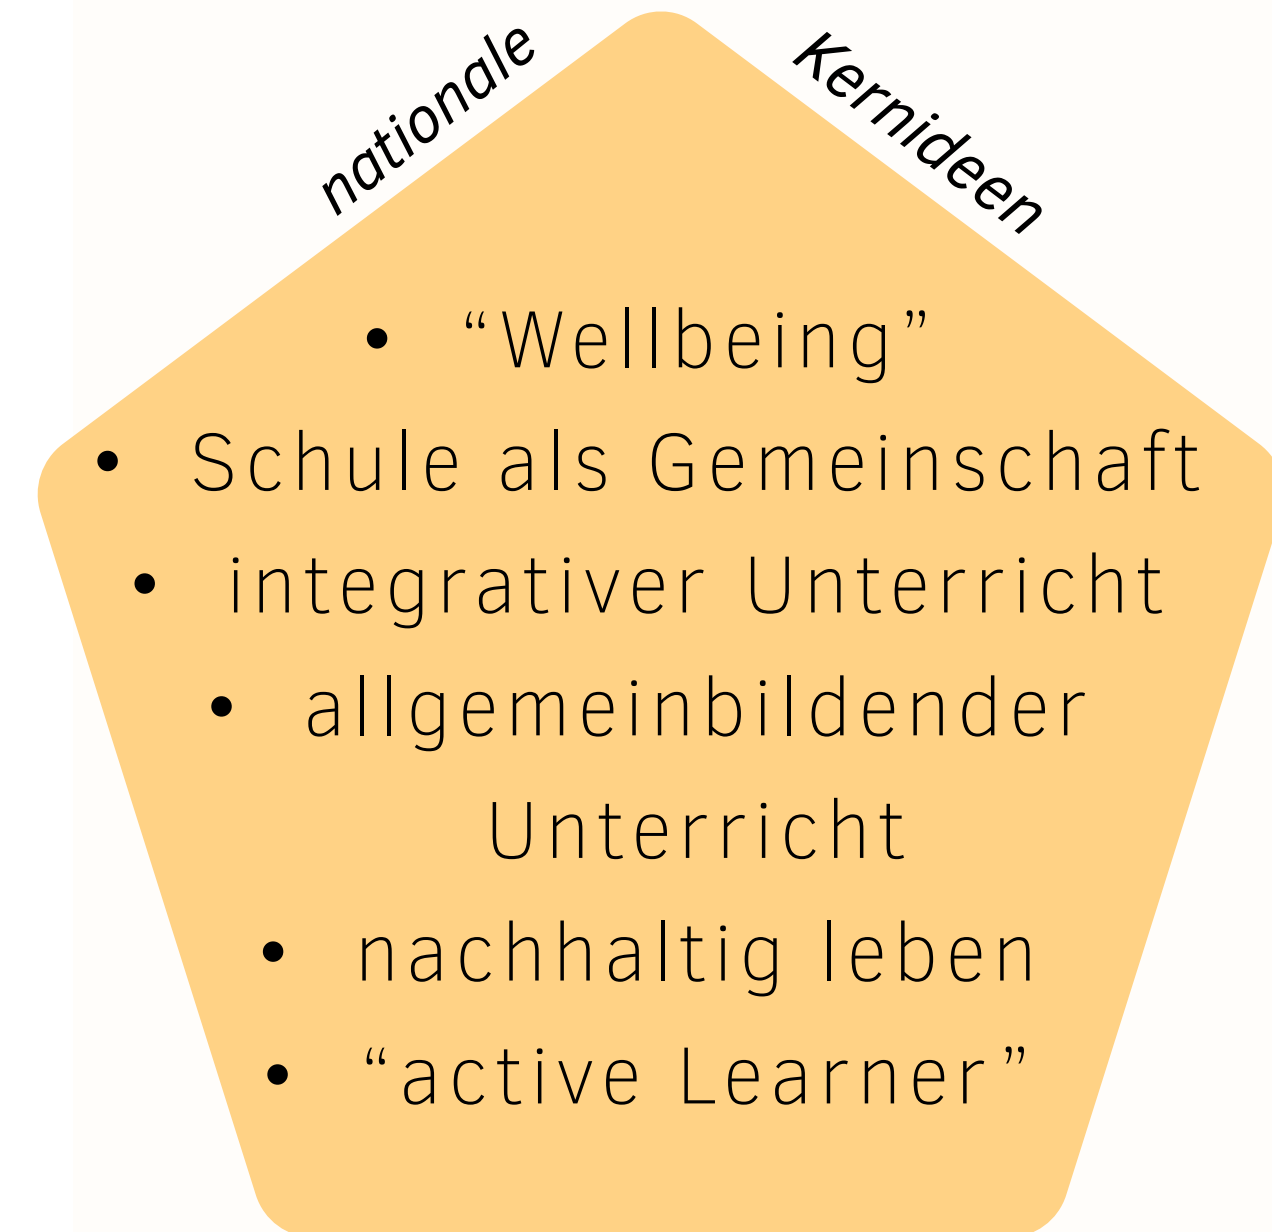 nationale
Kernideen
• “Wellbeing”
• Schule als Gemeinschaft
• integrativer Unterricht
• allgemeinbildender
Unterricht
• nachhaltig leben
• “active Learner”